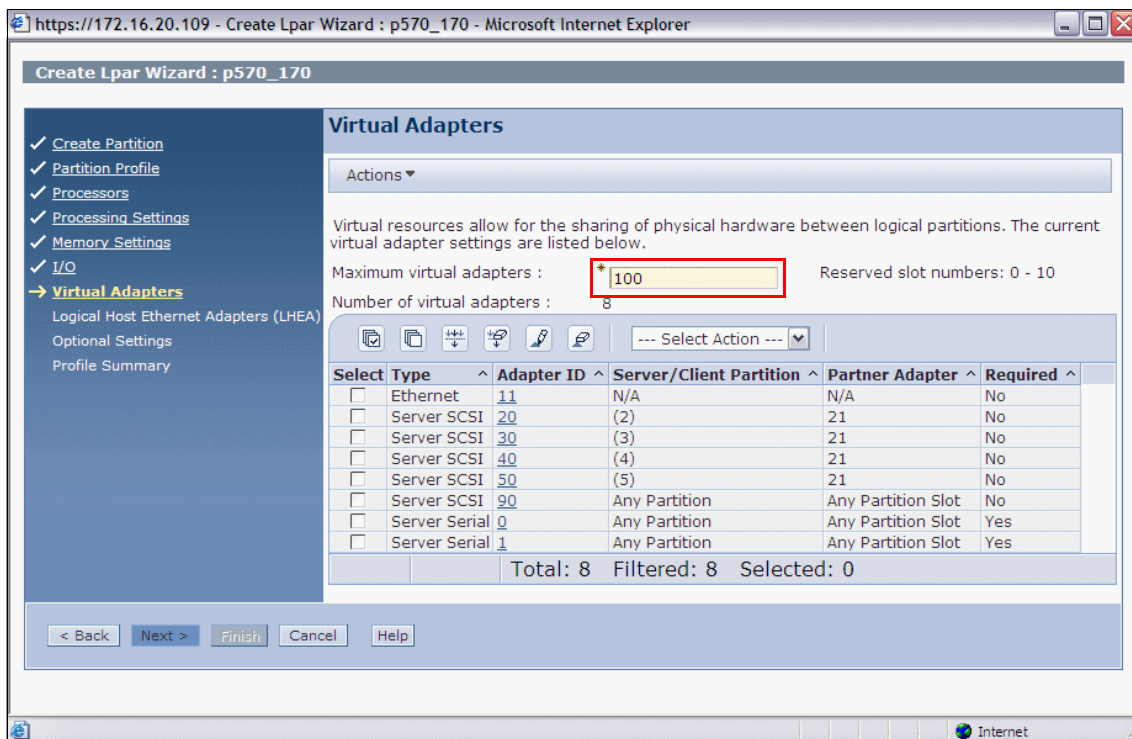 https://172.16.20.109 - Create Lpar Wizard : p570_170 - Microsoft Internet Explorer
Create Lpar Wizard : p570_170
Create Partition
Partition Profile
Processors
Processing Settings
Memory Settings
I/O
Virtual Adapters
Logical Host Ethernet Adapters (LHEA)
Optional Settings
Profile Summary
Virtual Adapters
Actions
Virtual resources allow for the sharing of physical hardware between logical partitions. The current
virtual adapter settings are listed below.
Maximum virtual adapters : * 100 Reserved slot numbers: 0 - 10
Number of virtual adapters : 8
--- Select Action ---
Select Type ^ Adapter ID ^ Server/Client Partition ^ Partner Adapter ^ Required ^
Ethernet 11 N/A N/A No
Server SCSI 20 (2) 21 No
Server SCSI 30 (3) 21 No
Server SCSI 40 (4) 21 No
Server SCSI 50 (5) 21 No
Server SCSI 90 Any Partition Any Partition Slot No
Server Serial 0 Any Partition Any Partition Slot Yes
Server Serial 1 Any Partition Any Partition Slot Yes
Total: 8 Filtered: 8 Selected: 0
< Back Next > Finish Cancel Help
Internet